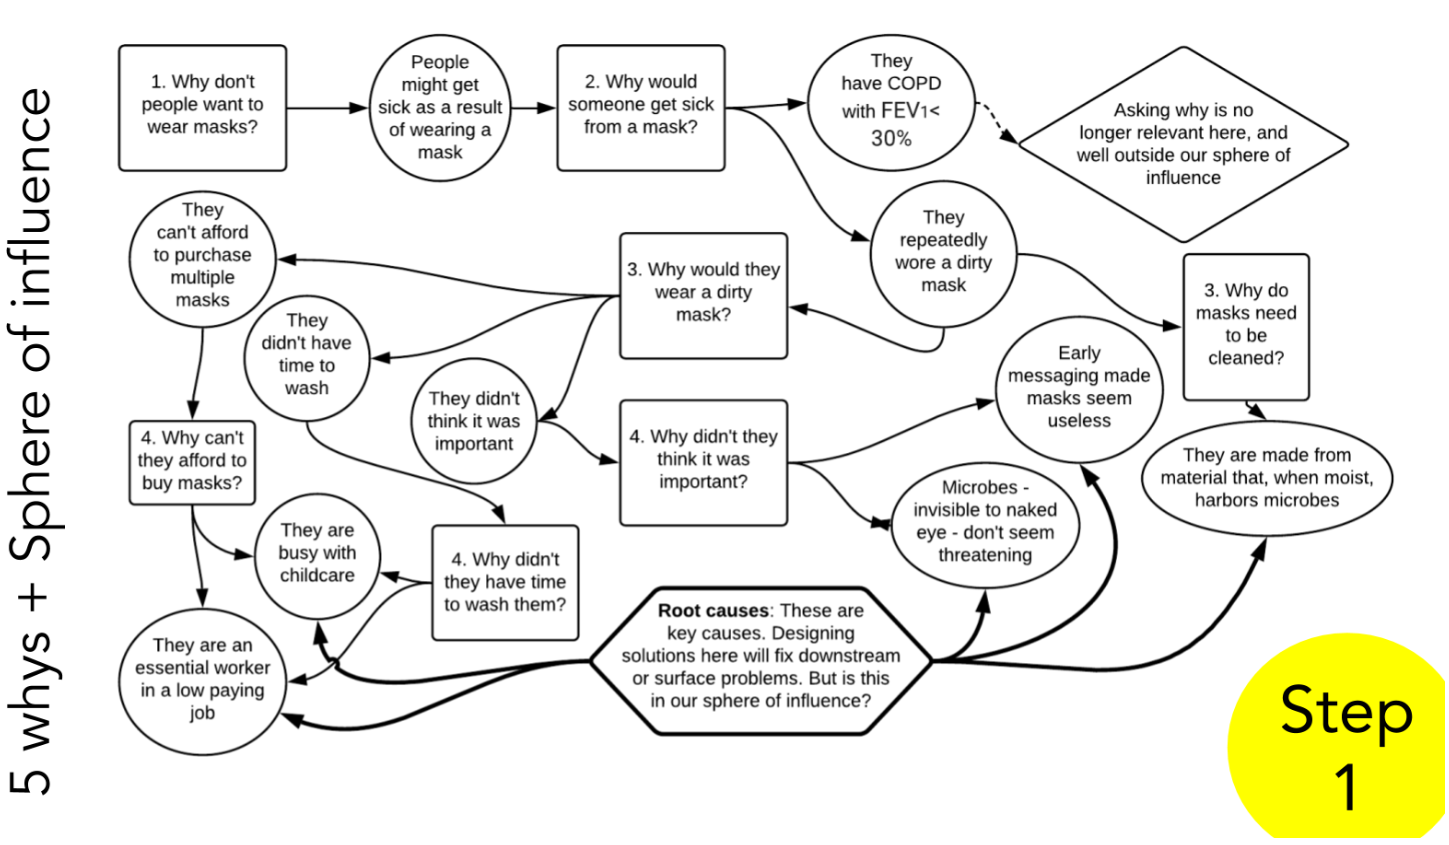 5 whys + Sphere of influence
1. Why don't
people want to
wear masks?
People
might get
sick as a result
of wearing a
mask
2. Why would
someone get sick
from a mask?
They
have COPD
with FEV1<
30%
Asking why is no
longer relevant here, and
well outside our sphere of
influence
They
can't afford
to purchase
multiple
masks
They
didn't have
time to
wash
They didn't
think it was
important
3. Why would they
wear a dirty
mask?
They
repeatedly
wore a dirty
mask
3. Why do
masks need
to be
cleaned?
Early
messaging made
masks seem
useless
4. Why can't
they afford to
buy masks?
4. Why didn't they
think it was
important?
They are made from
material that, when moist,
harbors microbes
They are
busy with
childcare
4. Why didn't
they have time
to wash them?
Microbes -
invisible to naked
eye - don't seem
threatening
They are an
essential worker
in a low paying
job
Root causes: These are
key causes. Designing
solutions here will fix downstream
or surface problems. But is this
in our sphere of influence?
Step
1